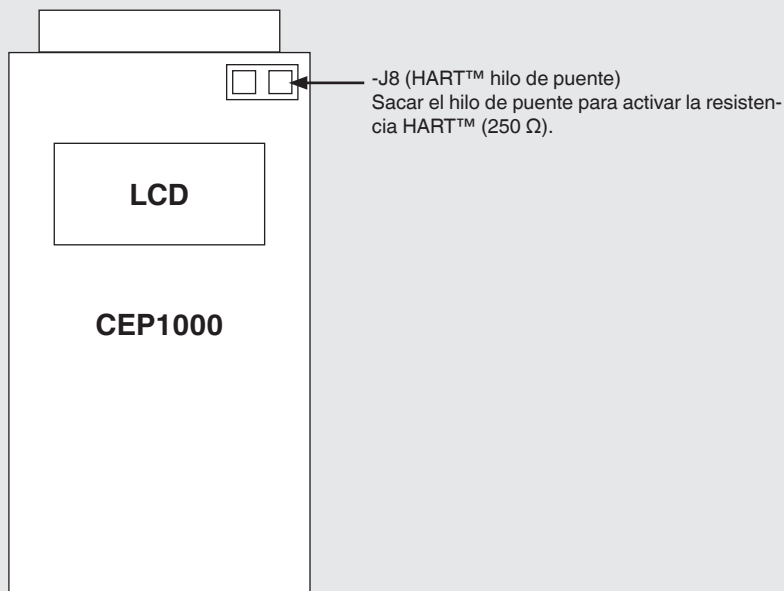 -J8 (HART™ hilo de puente)
Sacar el hilo de puente para activar la resisten-
cia HART™ (250 Ω).
LCD
CEP1000